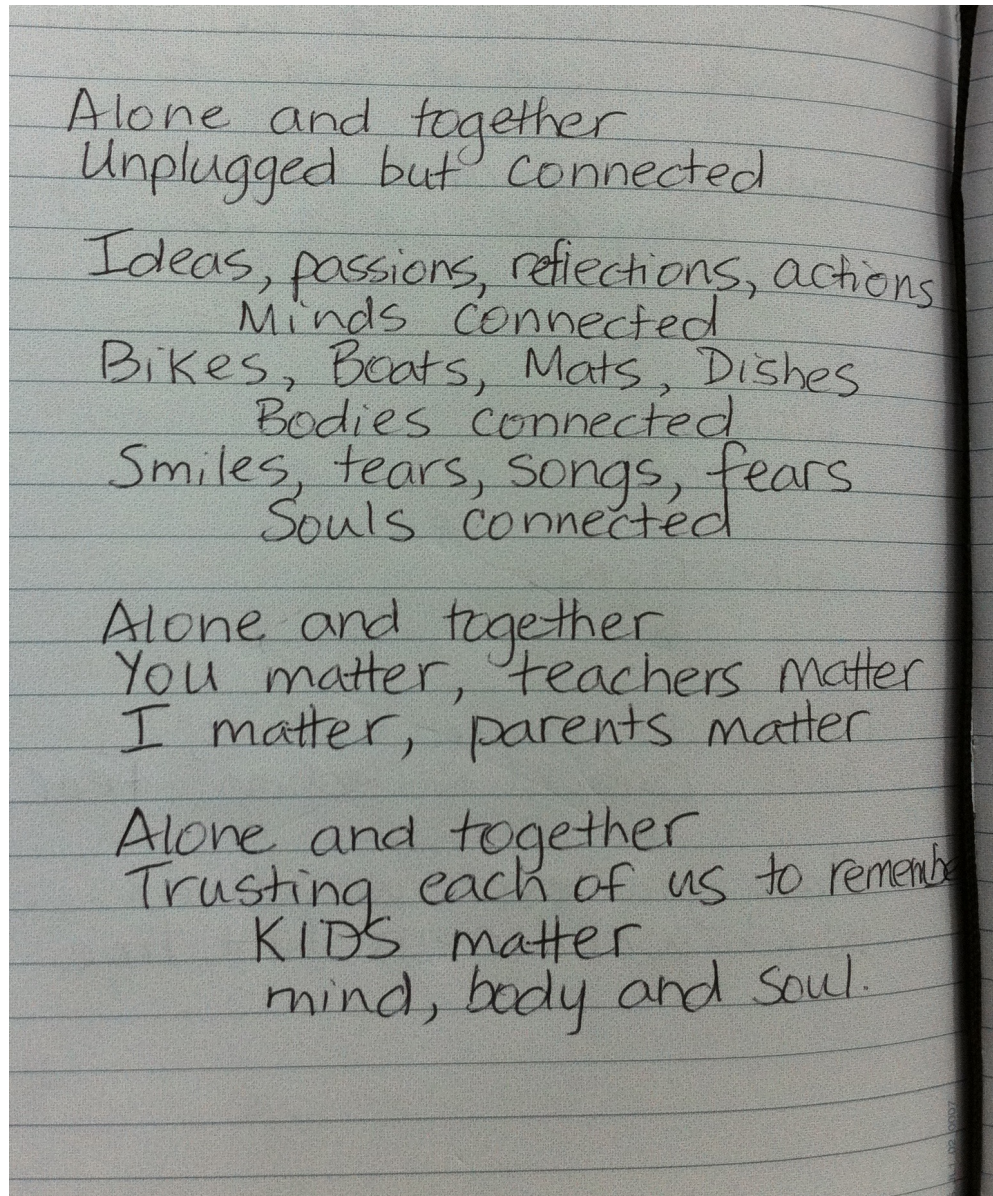 Alone and together
Unplugged but connected
Ideas, passions, reflections, actions
Minds connected
Bikes, Boats, Mats, Dishes
Bodies connected
Smiles, tears, songs, fears
Souls connected
Alone and together
You matter, teachers matter
I matter, parents matter
Alone and together
Trusting each of us to remembe
KIDS matter
mind, body and soul.